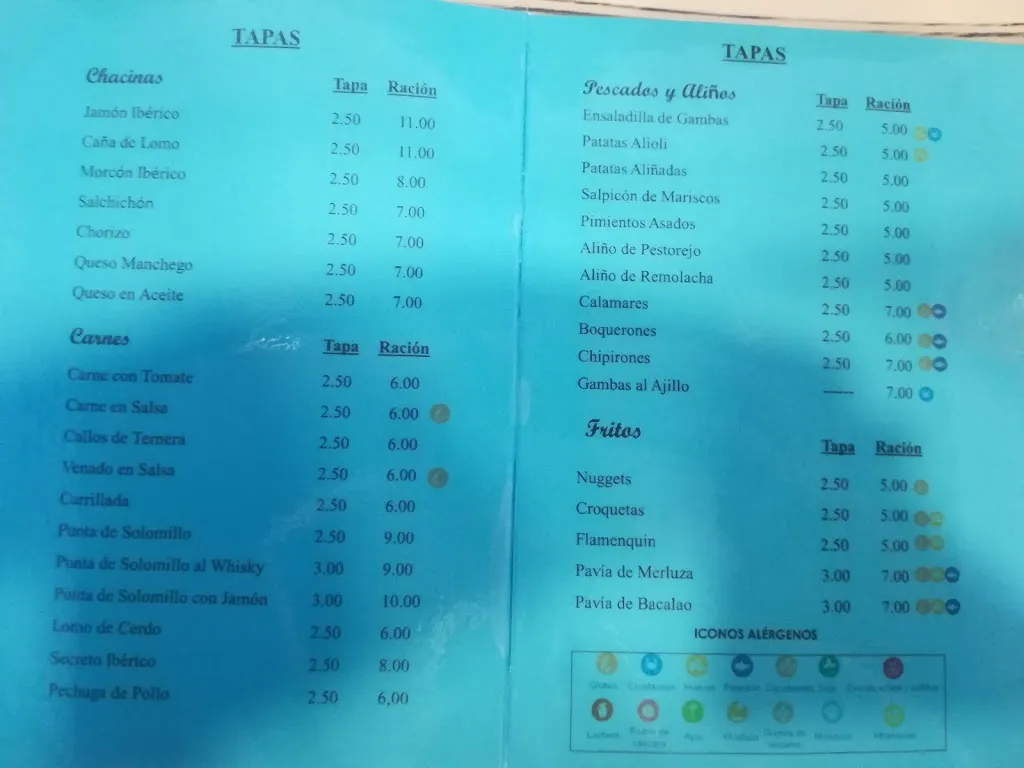 TAPAS
Chacinas Tapa Ración
Jamón Ibérico 2.50 11.00
Caña de Lomo 2.50 11.00
Morcón Ibérico 2.50 8.00
Salchichón 2.50 7.00
Chorizo 2.50 7.00
Queso Manchego 2.50 7.00
Queso en Aceite 2.50 7.00
Carnes Tapa Ración
Carne con Tomate 2.50 6.00
Carne en Salsa 2.50 6.00
Callos de Ternera 2.50 6.00
Venado en Salsa 2.50 6.00
Carrillada 2.50 6.00
Punta de Solomillo 2.50 9.00
Punta de Solomillo al Whisky 3.00 9.00
Punta de Solomillo con Jamón 3.00 10.00
Lomo de Cerdo 2.50 6.00
Secreto Ibérico 2.50 8.00
Pechuga de Pollo 2.50 6,00
TAPAS
Pescados y Aliños Tapa Ración
Ensaladilla de Gambas 2.50 5.00
Patatas Alioli 2.50 5.00
Patatas Aliñadas 2.50 5.00
Salpicón de Mariscos 2.50 5.00
Pimientos Asados 2.50 5.00
Aliño de Pestorejo 2.50 5.00
Aliño de Remolacha 2.50 5.00
Calamares 2.50 7.00
Boquerones 2.50 6.00
Chipirones 2.50 7.00
Gambas al Ajillo ----- 7.00
Fritos Tapa Ración
Nuggets 2.50 5.00
Croquetas 2.50 5.00
Flamenquin 2.50 5.00
Pavía de Merluza 3.00 7.00
Pavía de Bacalao 3.00 7.00
ICONOS ALÉRGENOS
Gluten Crustáceos Huevos Pescado Cacahuetes Soja
Lacteos Frutos de cáscara Apio Mostaza